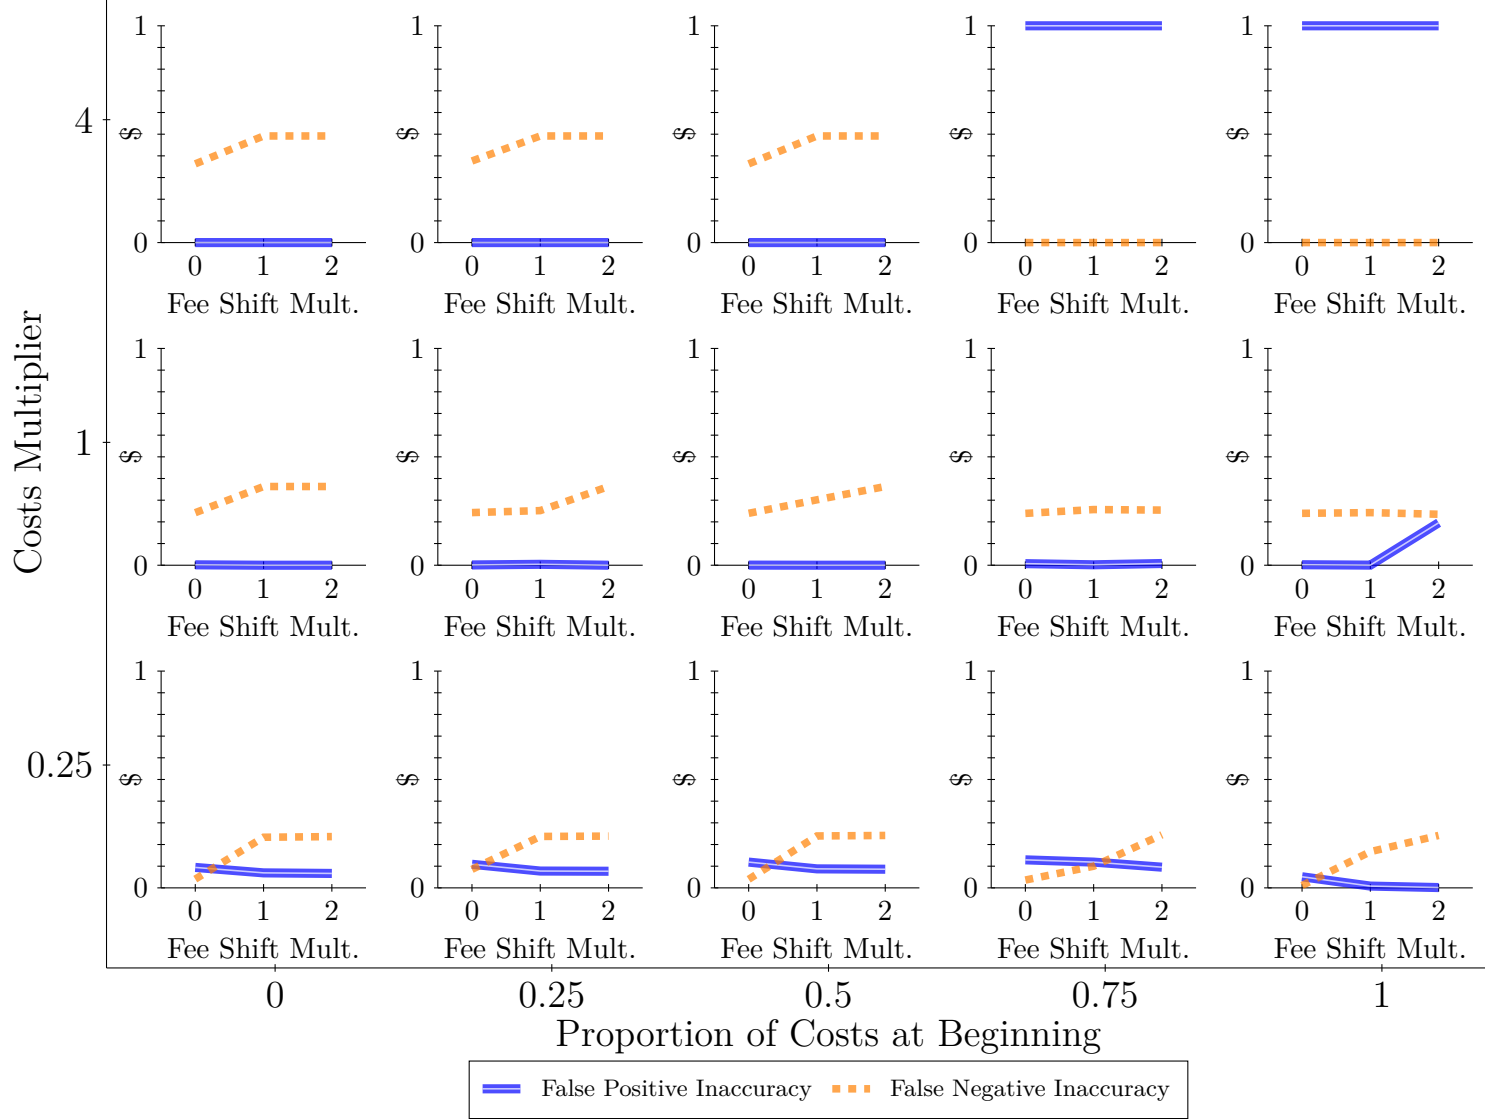 1 1 1 1 1
4
$ $ $ $ $
0 0 0 0 0
0 1 2 0 1 2 0 1 2 0 1 2 0 1 2
Fee Shift Mult. Fee Shift Mult. Fee Shift Mult. Fee Shift Mult. Fee Shift Mult.
Costs Multiplier
1 1 1 1 1
1
$ $ $ $ $
0 0 0 0 0
0 1 2 0 1 2 0 1 2 0 1 2 0 1 2
Fee Shift Mult. Fee Shift Mult. Fee Shift Mult. Fee Shift Mult. Fee Shift Mult.
1 1 1 1 1
0.25
$ $ $ $ $
0 0 0 0 0
0 1 2 0 1 2 0 1 2 0 1 2 0 1 2
Fee Shift Mult. Fee Shift Mult. Fee Shift Mult. Fee Shift Mult. Fee Shift Mult.
0 0.25 0.5 0.75 1
Proportion of Costs at Beginning
False Positive Inaccuracy False Negative Inaccuracy